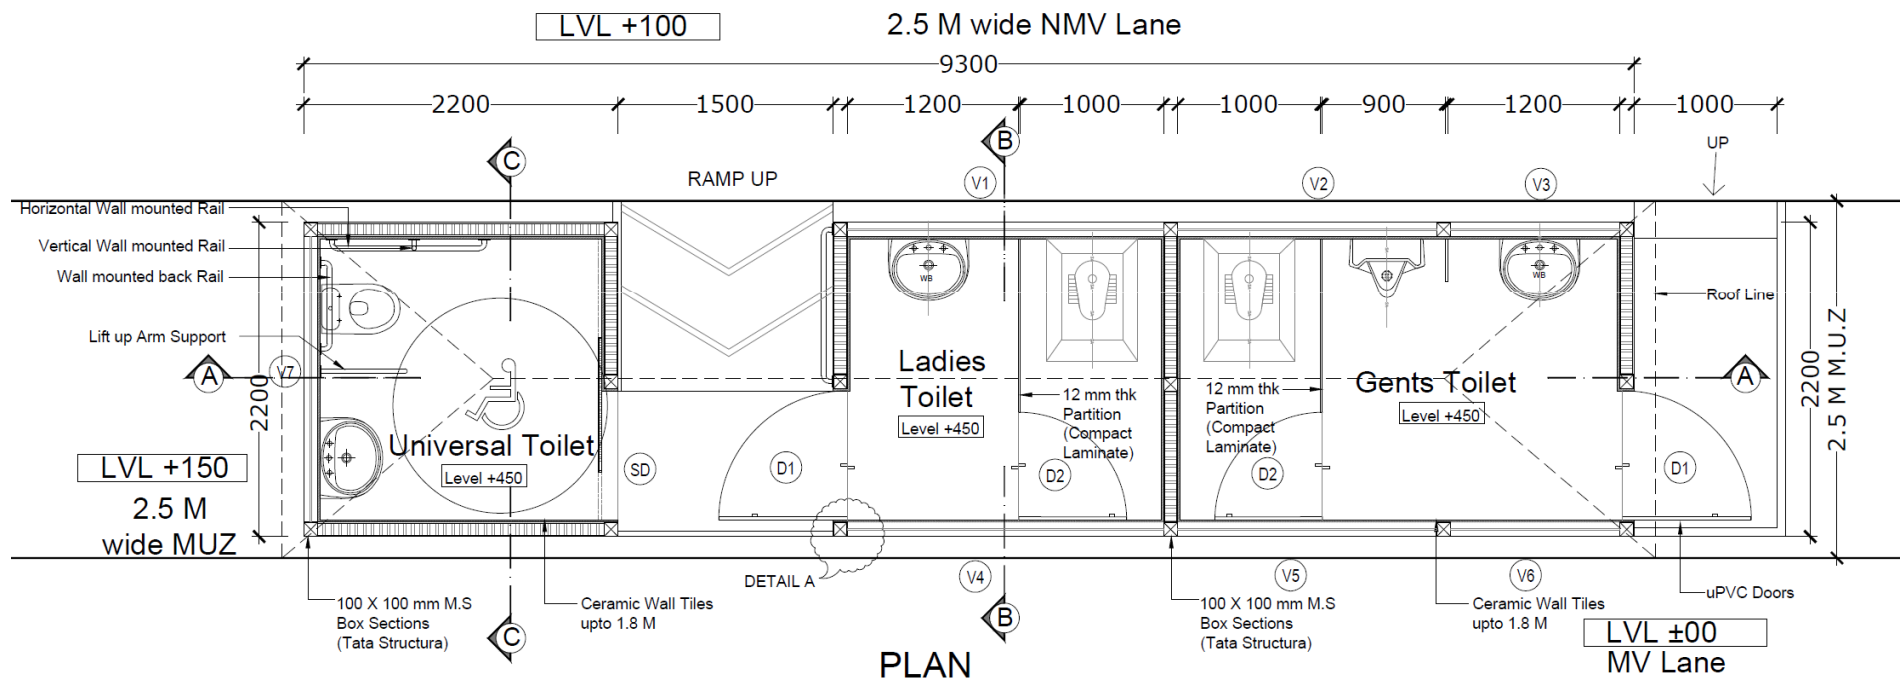 LVL +100
2.5 M wide NMV Lane
9300
2200
1500
1200
1000
1000
900
1200
1000
C
B
UP
RAMP UP
V1
V2
V3
Horizontal Wall mounted Rail
Vertical Wall mounted Rail
Wall mounted back Rail
WB
WB
Roof Line
Lift up Arm Support
A
V7
2200
Ladies
Toilet
Level +450
12 mm thk
Partition
(Compact
Laminate)
12 mm thk
Partition
(Compact
Laminate)
Gents Toilet
Level +450
A
2200
2.5 M M.U.Z
Universal Toilet
Level +450
SD
D1
D2
D2
D1
LVL +150
2.5 M
wide MUZ
DETAIL A
V4
V5
V6
uPVC Doors
100 X 100 mm M.S
Box Sections
(Tata Structura)
C
Ceramic Wall Tiles
upto 1.8 M
B
100 X 100 mm M.S
Box Sections
(Tata Structura)
Ceramic Wall Tiles
upto 1.8 M
LVL ±00
MV Lane
PLAN